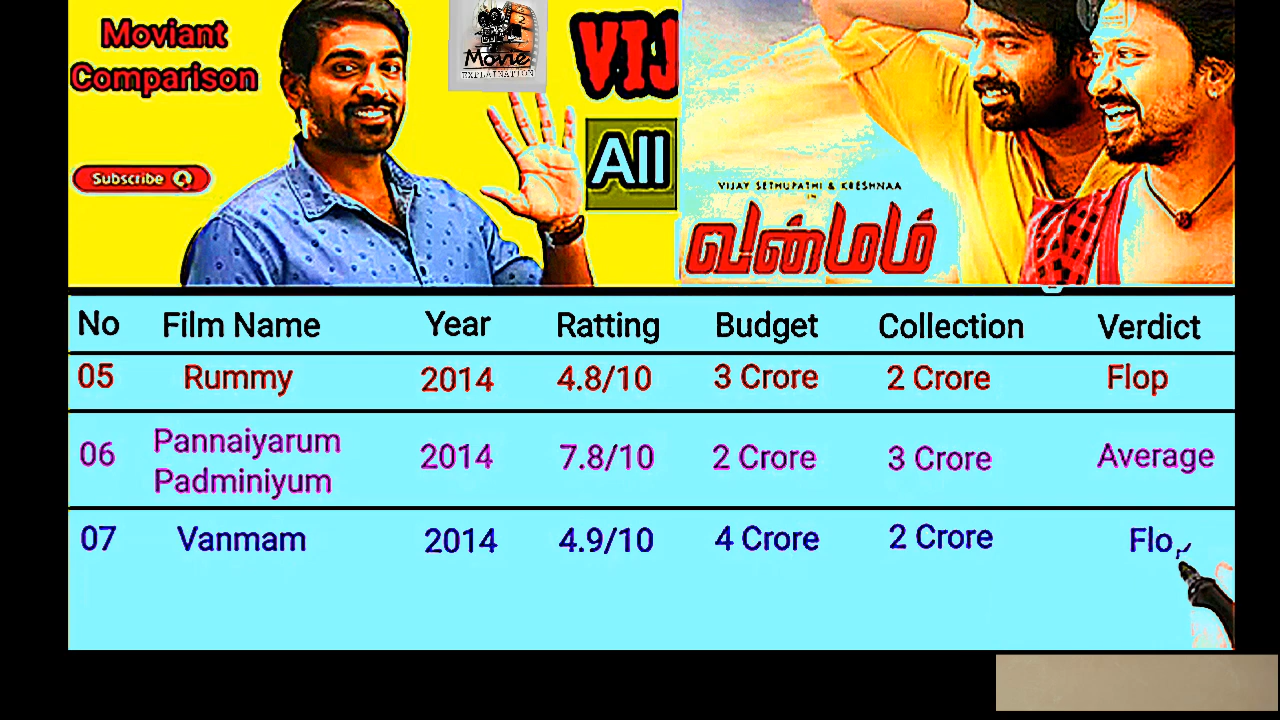 Moviant
Comparison
Subscribe
Movie
EXPLAINATION
VIJ
All
VIJAY SETHUPATHI & KRESHNAA
IN
வன்மம்
No Film Name Year Ratting Budget Collection Verdict
05 Rummy 2014 4.8/10 3 Crore 2 Crore Flop
06 Pannaiyarum Padminiyum 2014 7.8/10 2 Crore 3 Crore Average
07 Vanmam 2014 4.9/10 4 Crore 2 Crore Flo